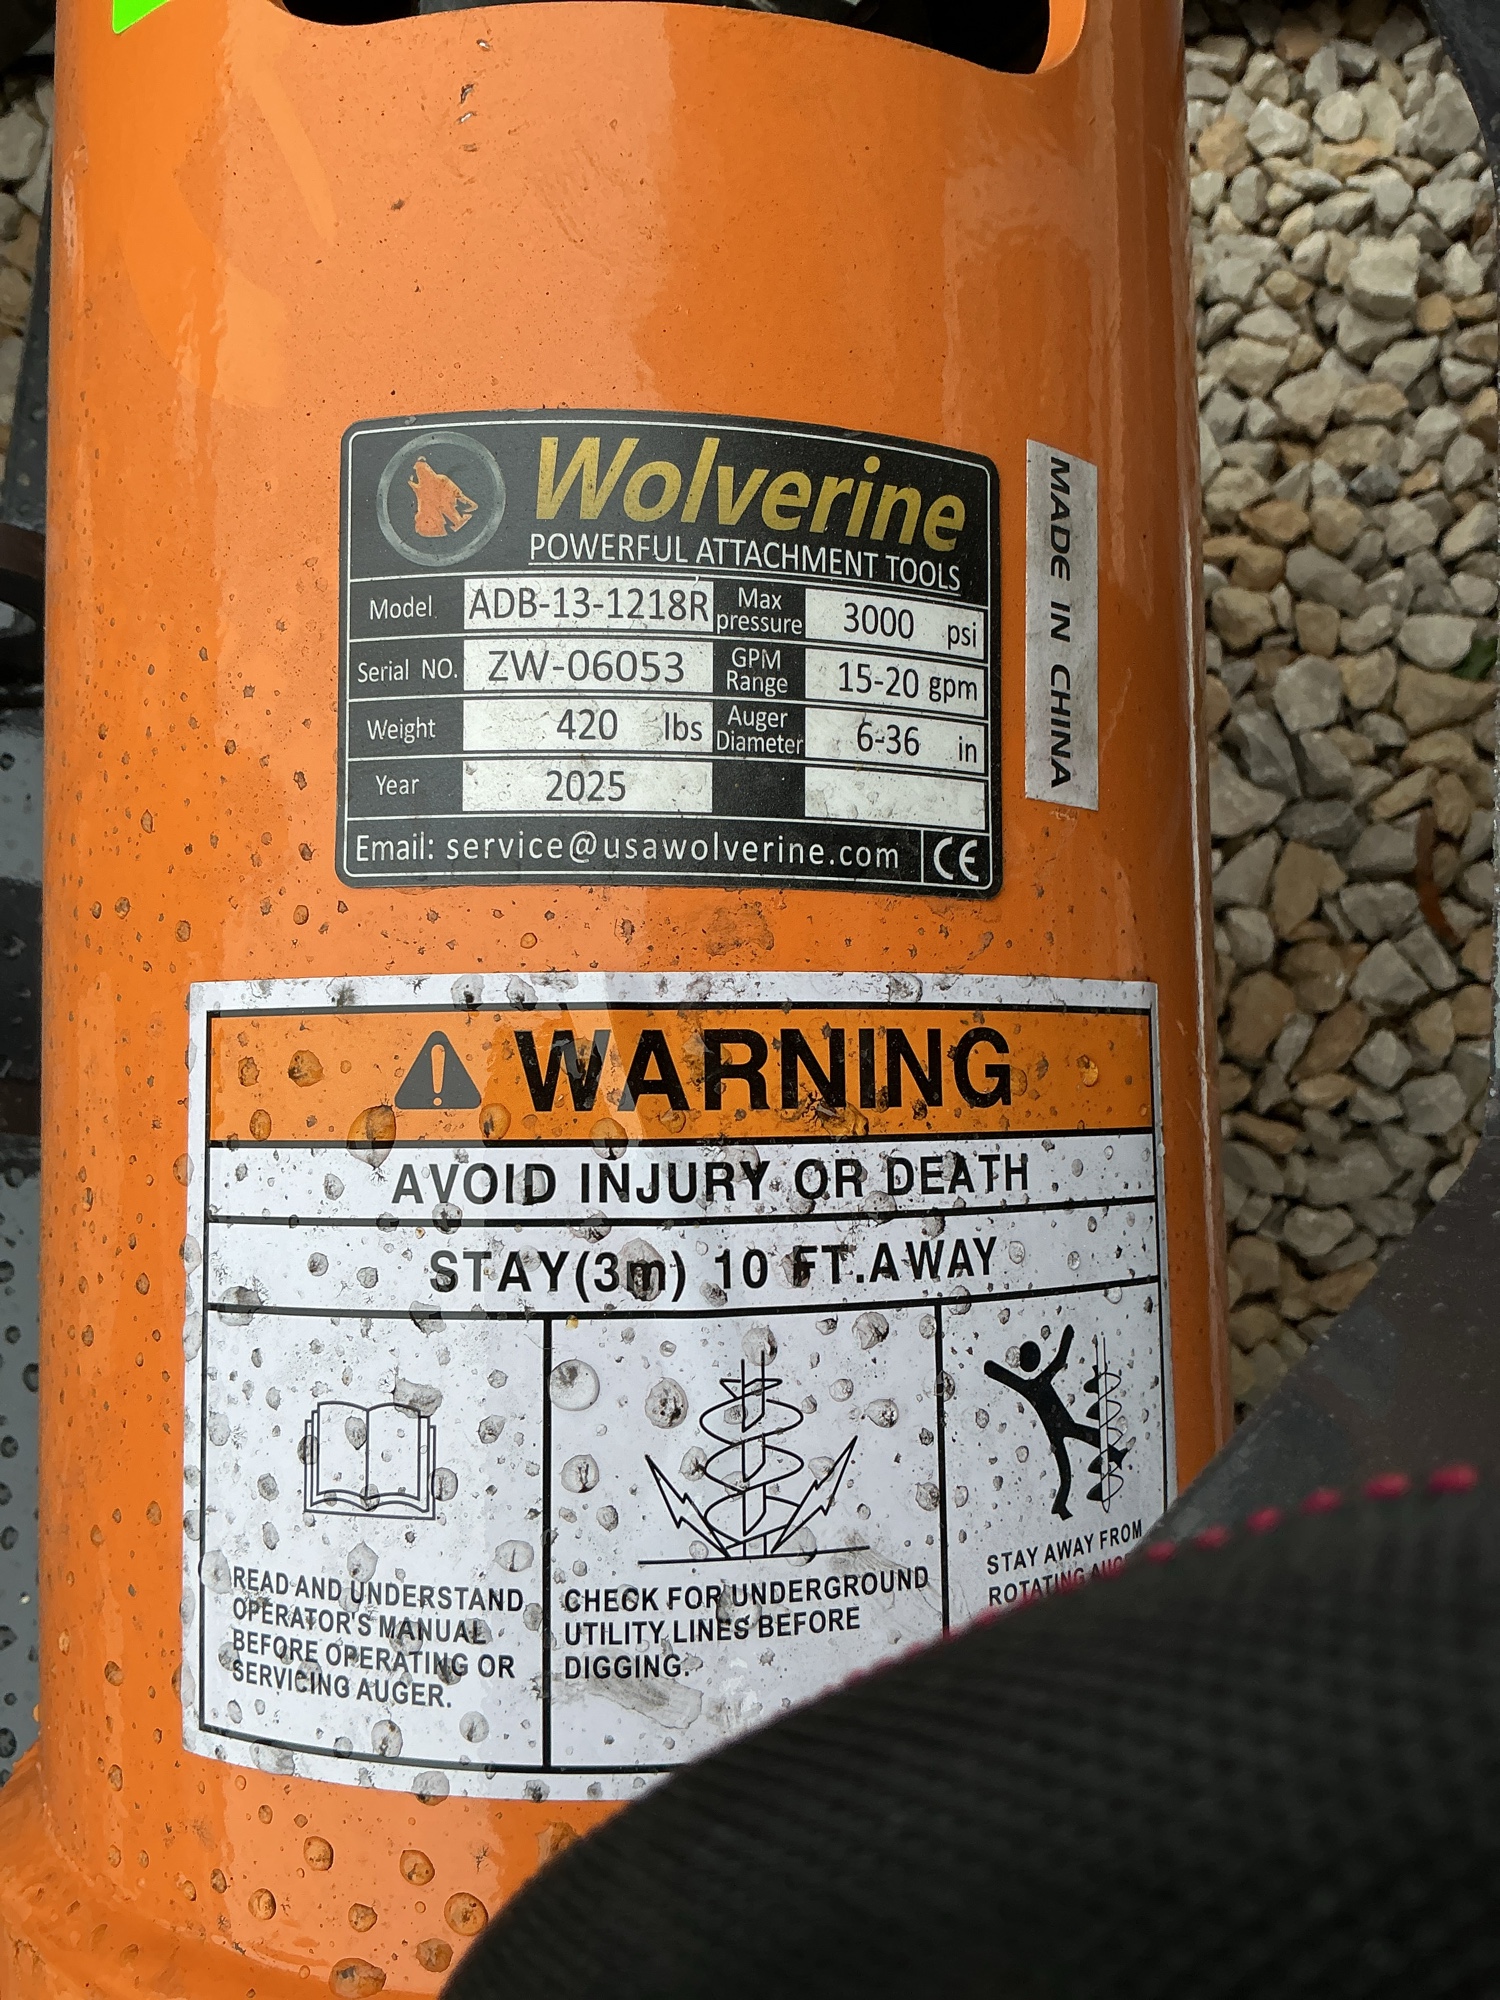 Wolverine
POWERFUL ATTACHMENT TOOLS
Model ADB-13-1218R Max pressure 3000 psi
Serial NO. ZW-06053 GPM Range 15-20 gpm
Weight 420 lbs Auger Diameter 6-36 in
Year 2025
Email: service@usawolverine.com CE
MADE IN CHINA
WARNING
AVOID INJURY OR DEATH
STAY(3m) 10 FT.AWAY
READ AND UNDERSTAND
OPERATOR'S MANUAL
BEFORE OPERATING OR
SERVICING AUGER.
CHECK FOR UNDERGROUND
UTILITY LINES BEFORE
DIGGING.
STAY AWAY FROM
ROTATING